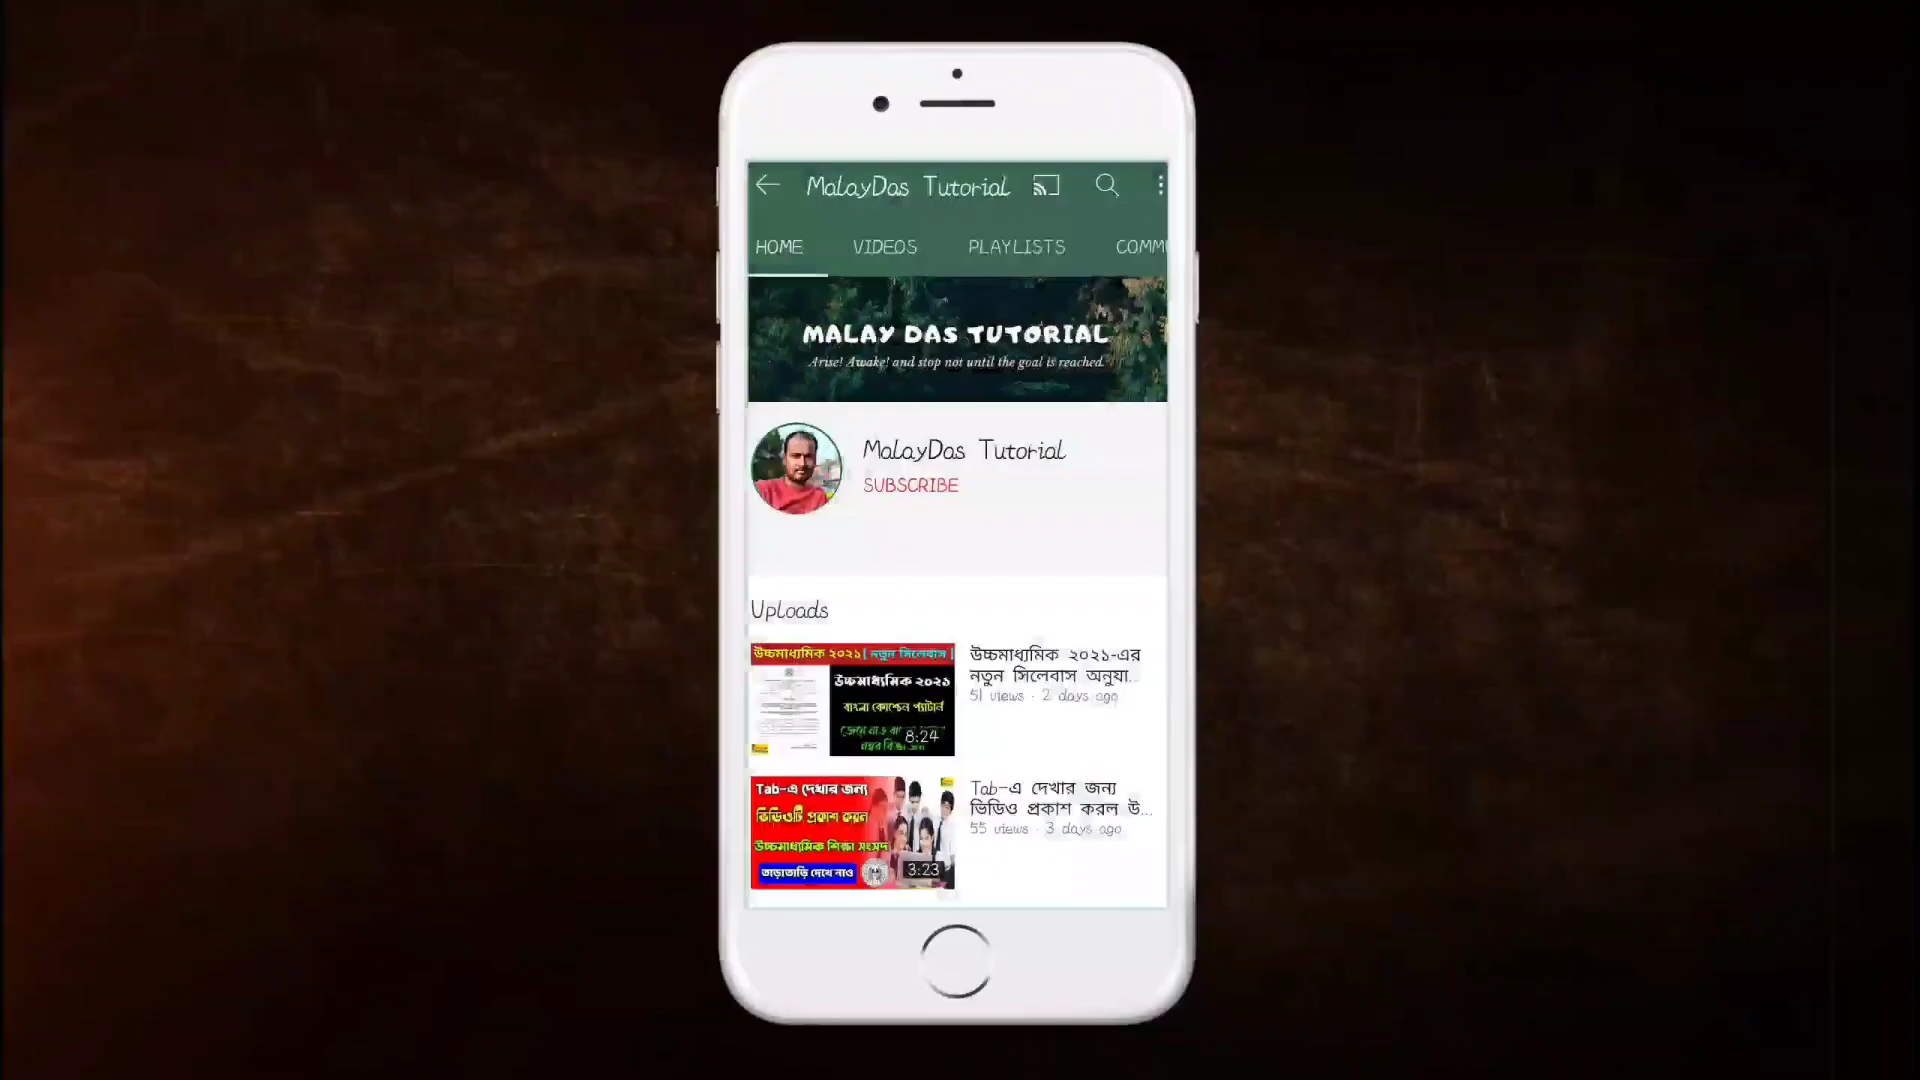 MalayDas Tutorial
HOME VIDEOS PLAYLISTS COMMU
MALAY DAS TUTORIAL
Arise! Awake! and stop not until the goal is reached.
MalayDas Tutorial
SUBSCRIBE
Uploads
উচ্চমাধ্যমিক ২০২১ | নতুন সিলেবাস |
উচ্চমাধ্যমিক ২০২১
বাংলা কোশ্চেন প্যাটার্ন
8:24
উচ্চমাধ্যমিক ২০২১-এর
নতুন সিলেবাস অনুযা...
51 views · 2 days ago
Tab-এ দেখার জন্য
ভিডিওটি প্রকাশ করল
উচ্চমাধ্যমিক শিক্ষা সংসদ
তাড়াতাড়ি দেখে নাও
3:23
Tab-এ দেখার জন্য
ভিডিও প্রকাশ করল উ...
55 views · 3 days ago